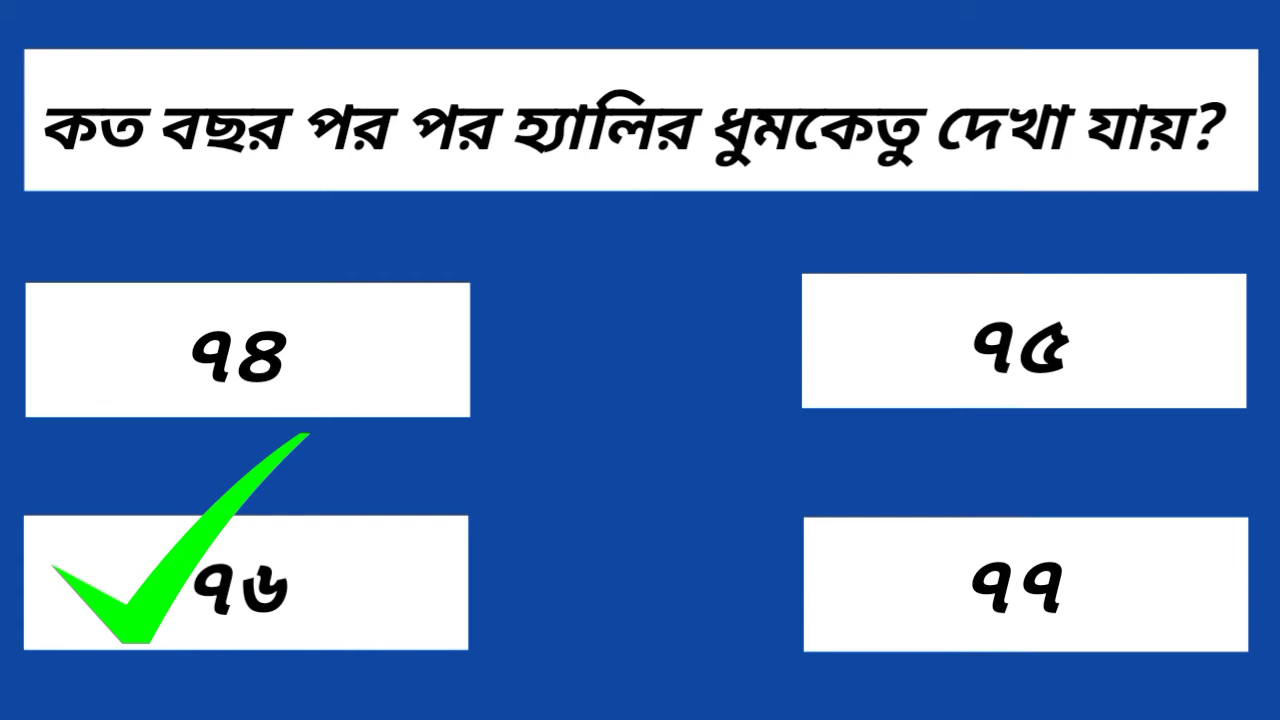 কত বছর পর পর হ্যালির ধুমকেতু দেখা যায়?
৭৪
৭৫
৭৬
৭৭